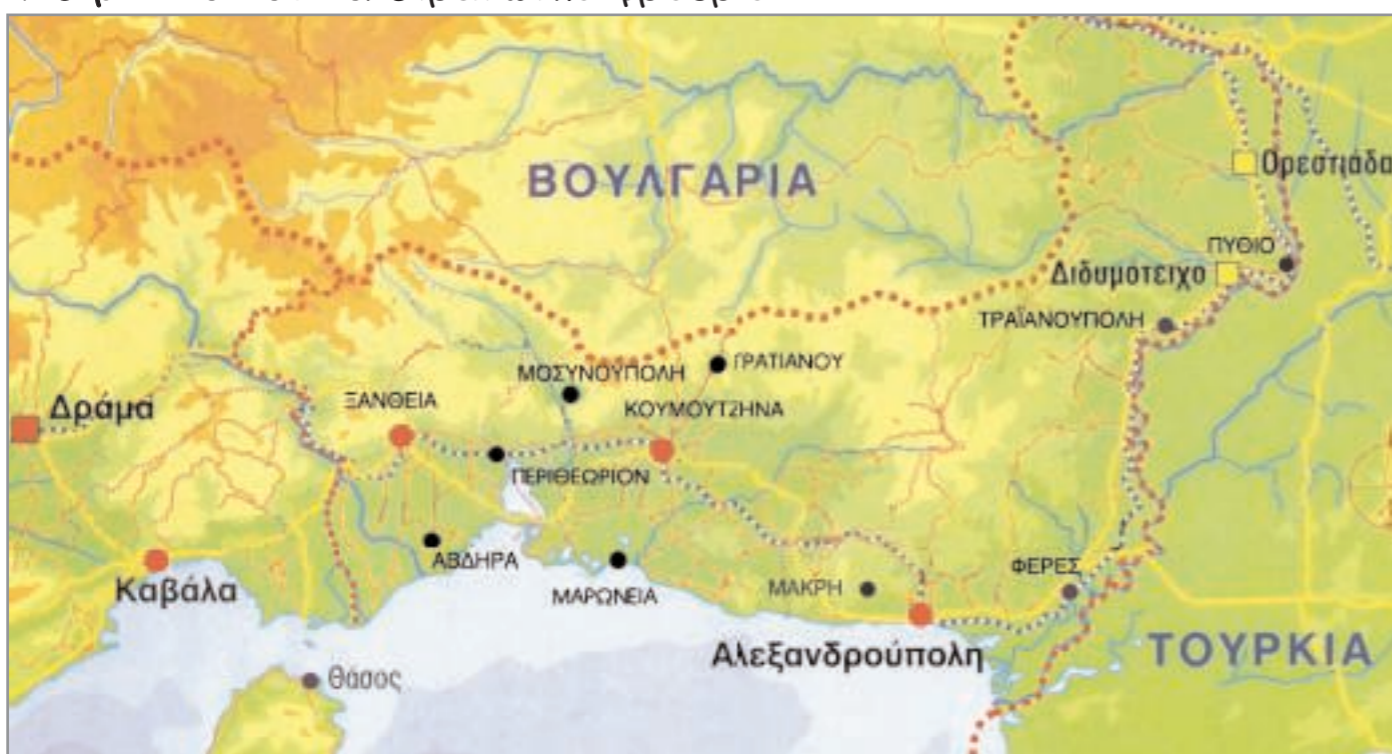 ΒΟΥΛΓΑΡΙΑ
Ορεστιάδα
ΠΥΘΙΟ
Διδυμοτειχο
ΤΡΑΪΑΝΟΥΠΟΛΗ
ΓΡΑΤΙΑΝΟΥ
ΜΟΣΥΝΟΥΠΟΛΗ
Δράμα
ΞΑΝΘΕΙΑ
ΚΟΥΜΟΥΤΖΗΝΑ
ΠΕΡΙΘΕΩΡΙΟΝ
ΑΒΔΗΡΑ
ΦΕΡΕΣ
Καβάλα
ΜΑΡΩΝΕΙΑ
ΜΑΚΡΗ
Αλεξανδρούπολη
ΤΟΥΡΚΙΑ
Θάσος